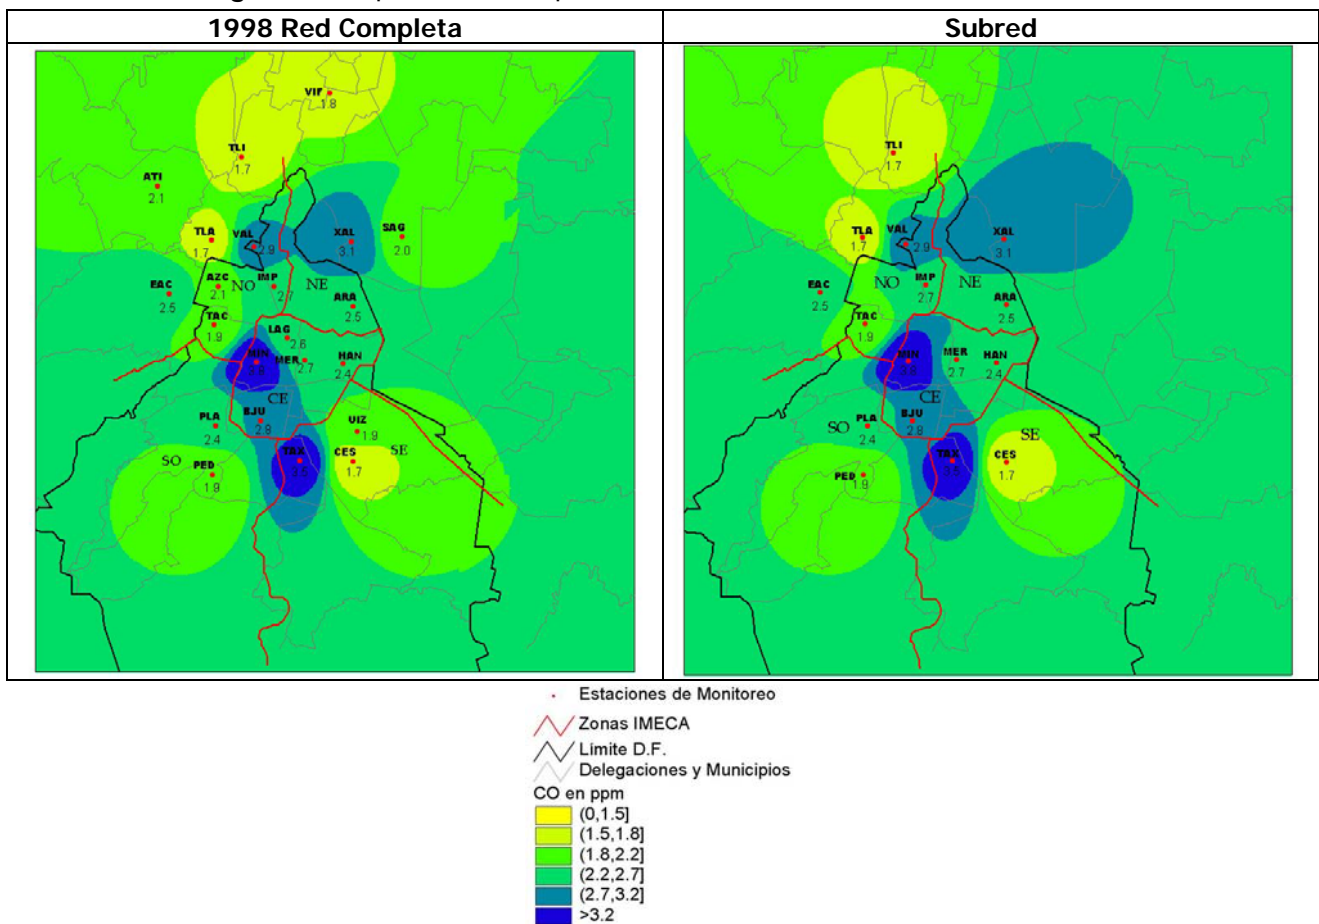 1998 Red Completa
Subred
VIF
1.8
TLI
1.7
ATI
2.1
TLA
1.7
VAL
2.9
XAL
3.1
SAG
2.0
EAC
2.5
AZC
2.1
NO
IMP
2.7
NE
ARA
2.5
TAC
1.9
LAG
2.6
MIN
3.8
MER
2.7
HAN
2.4
CE
PLA
2.4
BJU
2.8
UIZ
1.9
SO
PED
1.9
TAX
3.5
CES
1.7
SE
TLI
1.7
TLA
1.7
VAL
2.9
XAL
3.1
EAC
2.5
NO
IMP
2.7
NE
ARA
2.5
TAC
1.9
MIN
3.8
MER
2.7
HAN
2.4
CE
SO
PLA
2.4
BJU
2.8
SE
PED
1.9
TAX
3.5
CES
1.7
Estaciones de Monitoreo
Zonas IMECA
Límite D.F.
Delegaciones y Municipios
CO en ppm
(0,1.5]
(1.5,1.8]
(1.8,2.2]
(2.2,2.7]
(2.7,3.2]
>3.2